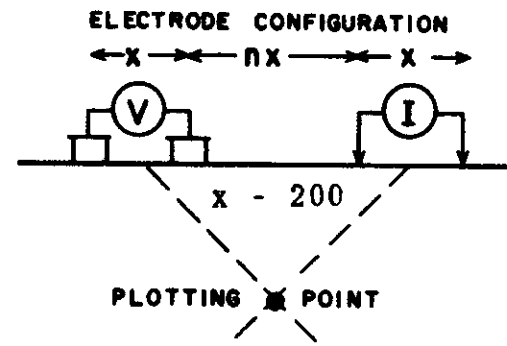 ELECTRODE CONFIGURATION
x nx x
V I
x - 200
PLOTTING POINT